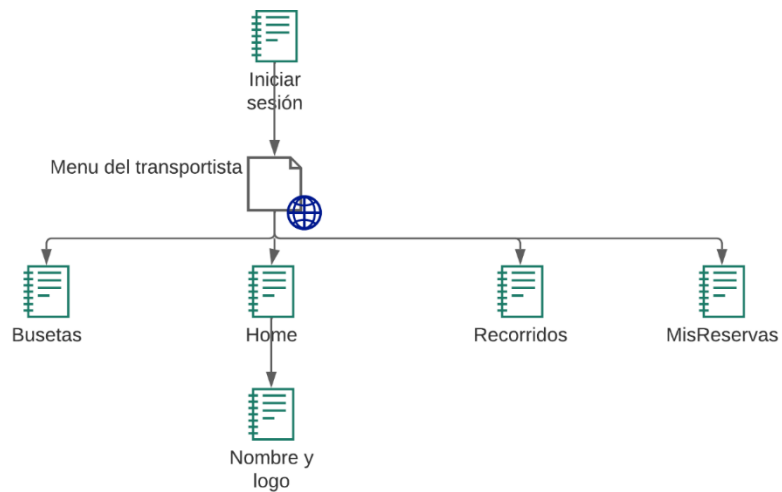 Iniciar
sesión
Menu del transportista
Busetas
Home
Recorridos
MisReservas
Nombre y
logo